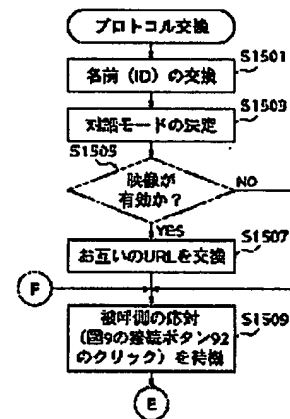 プロトコル交換
S1501
名前（ID）の交換
S1503
対話モードの決定
S1505
映像が
有効か？
NO
YES
S1507
お互いのURLを交換
F
S1509
被呼側の応対
（図9の接続ボタン92
のクリック）を待機
E